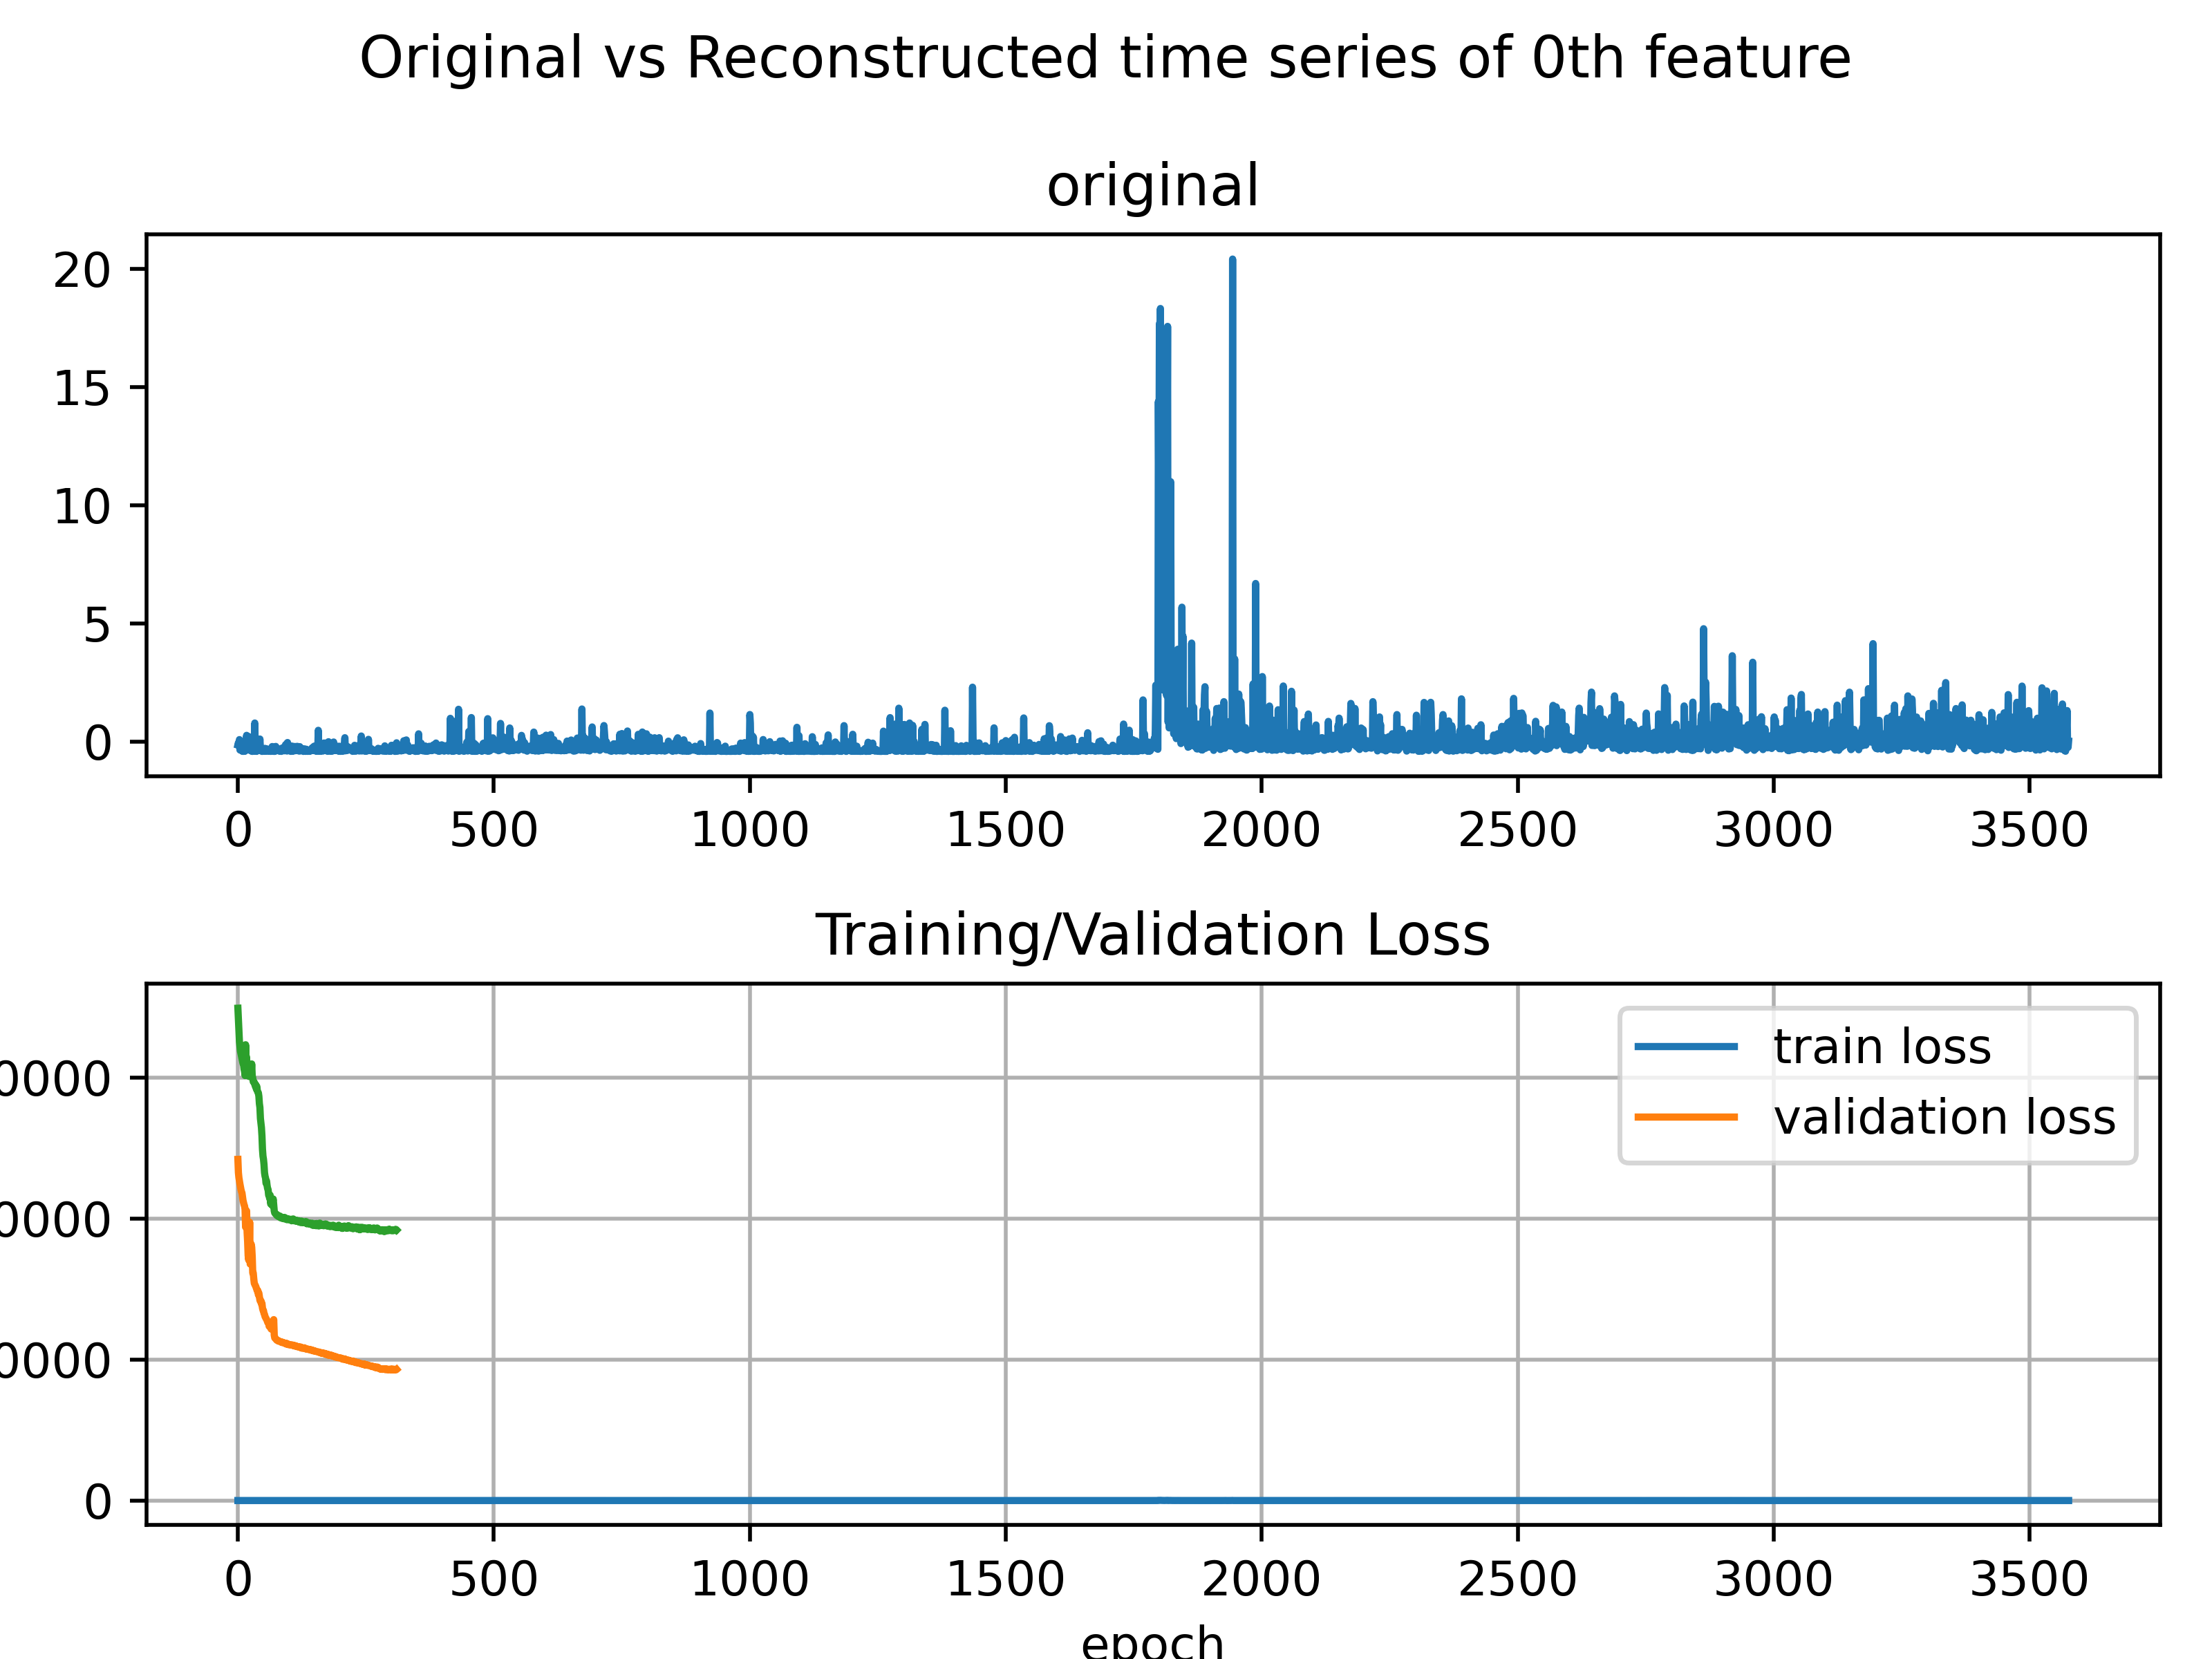 Original vs Reconstructed time series of 0th feature
original
20
15
10
5
0
0 500 1000 1500 2000 2500 3000 3500
Training/Validation Loss
train loss
validation loss
0000
0000
0000
0
0 500 1000 1500 2000 2500 3000 3500
epoch